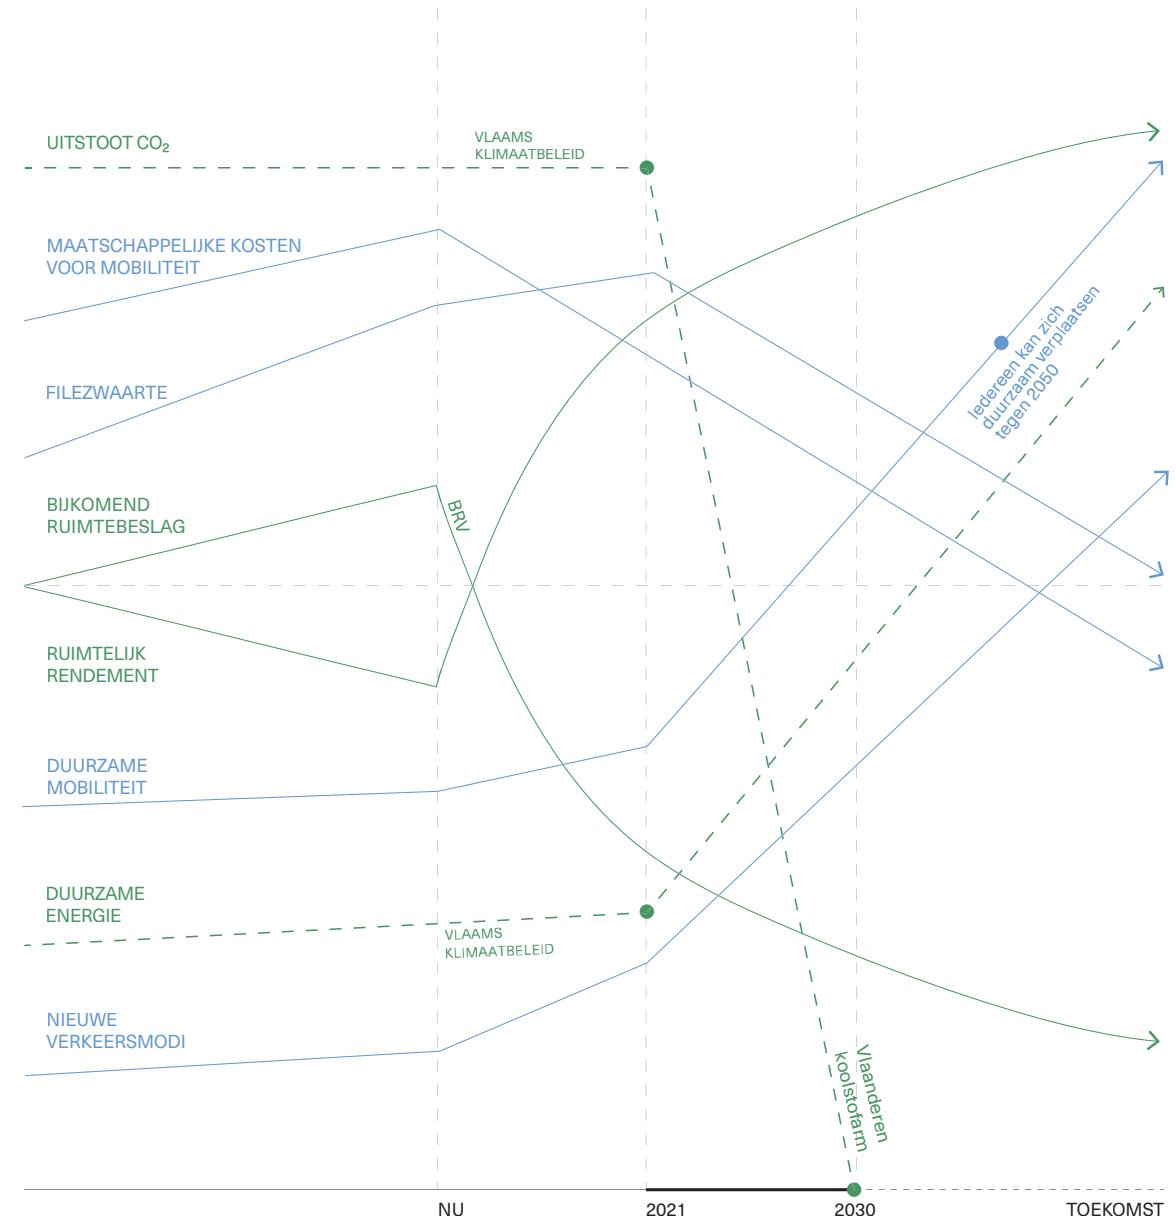 UITSTOOT CO₂
VLAAMS
KLIMAATBELEID
MAATSCHAPPELIJKE KOSTEN
VOOR MOBILITEIT
FILEZWAARTE
Iedereen kan zich
duurzaam verplaatsen
tegen 2050
BIJKOMEND
RUIMTEBESLAG
BRV
RUIMTELIJK
RENDEMENT
DUURZAME
MOBILITEIT
DUURZAME
ENERGIE
VLAAMS
KLIMAATBELEID
NIEUWE
VERKEERSMODI
Vlaanderen
koolstofarm
NU
2021
2030
TOEKOMST